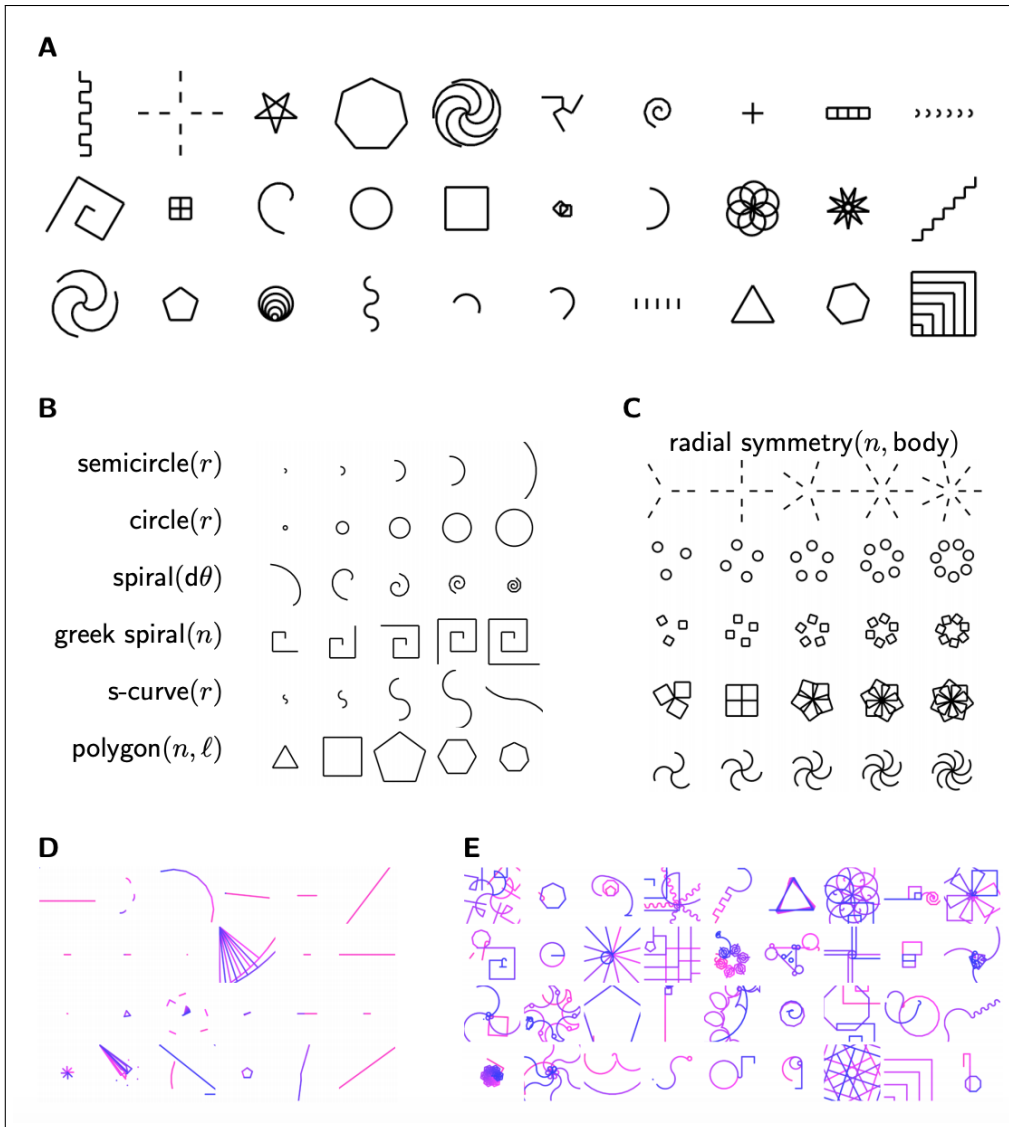 A
B
semicircle(r)
circle(r)
spiral(dθ)
greek spiral(n)
s-curve(r)
polygon(n, ℓ)
C
radial symmetry(n, body)
D
E